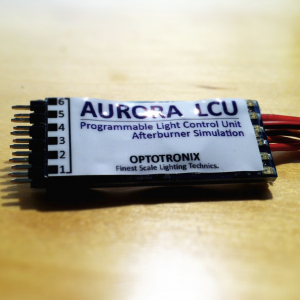 6
5
4
3
2
1
AURORA LCU
Programmable Light Control Unit
Afterburner Simulation
OPTOTRONIX
Finest Scale Lighting Technics.